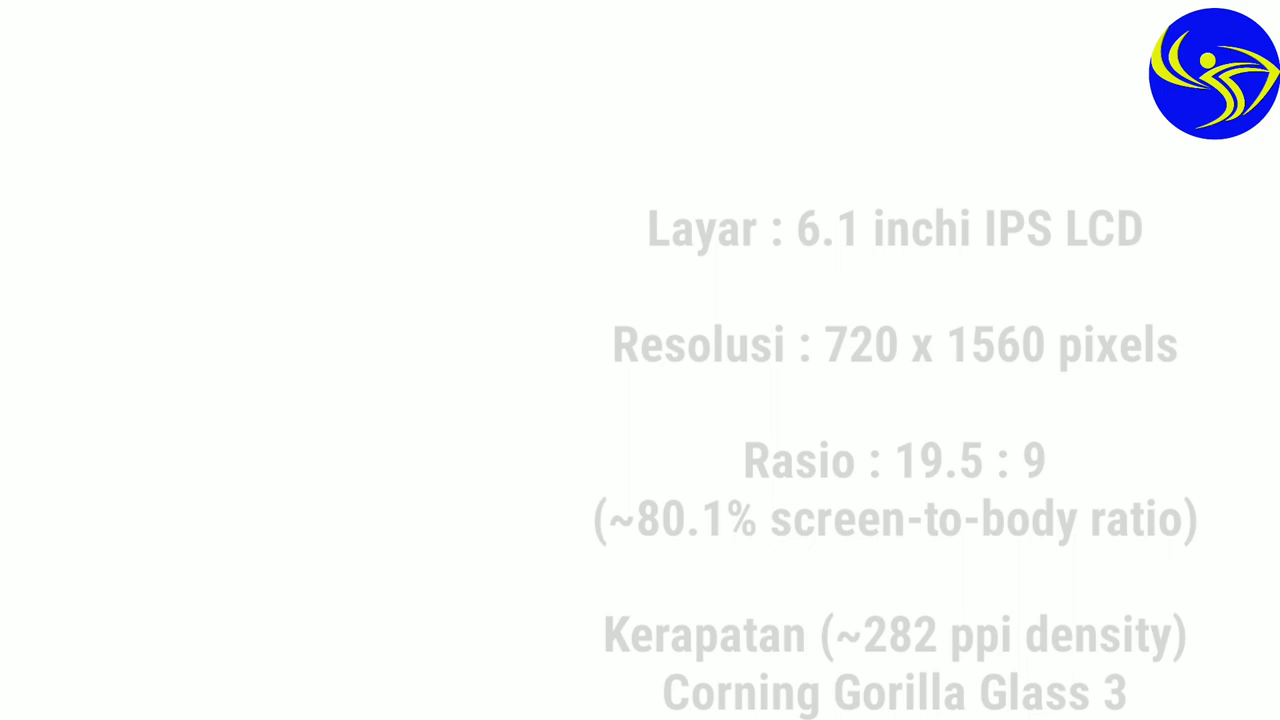 Layar : 6.1 inchi IPS LCD
Resolusi : 720 x 1560 pixels
Rasio : 19.5 : 9
(~80.1% screen-to-body ratio)
Kerapatan (~282 ppi density)
Corning Gorilla Glass 3